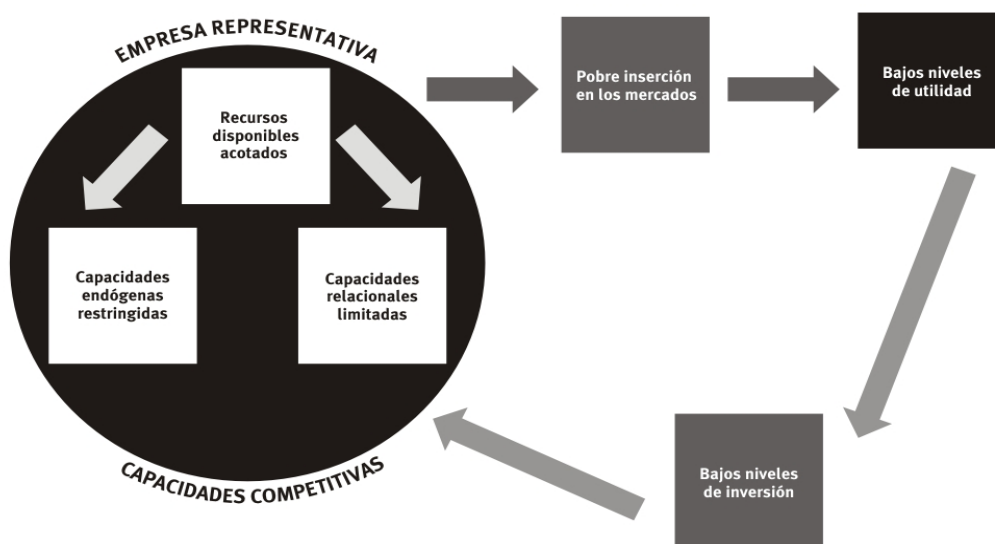 EMPRESA REPRESENTATIVA
Recursos
disponibles
acotados
Capacidades
endógenas
restringidas
Capacidades
relacionales
limitadas
CAPACIDADES COMPETITIVAS
Pobre inserción
en los mercados
Bajos niveles
de utilidad
Bajos niveles
de inversión